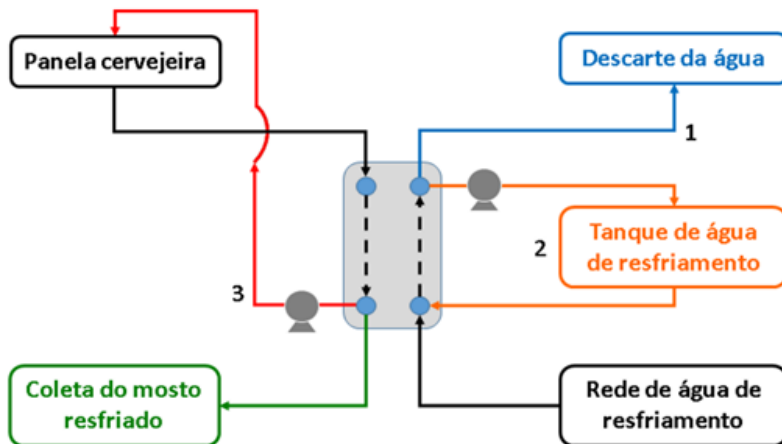 Panela cervejeira
Descarte da água
1
2
Tanque de água
de resfriamento
3
Coleta do mosto
resfriado
Rede de água de
resfriamento